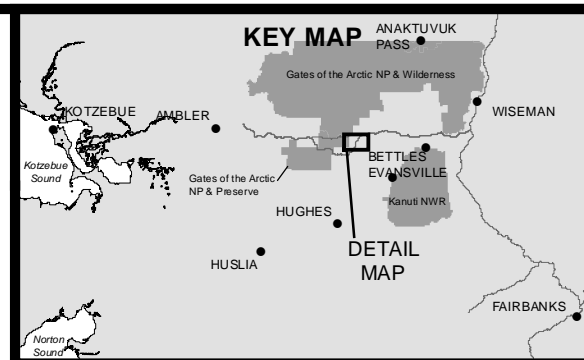 KEY MAP
ANAKTUVUK
PASS
Gates of the Arctic NP & Wilderness
WISEMAN
KOTZEBUE
AMBLER
Kotzebue
Sound
BETTLES
EVANSVILLE
Gates of the Arctic
NP & Preserve
Kanuti NWR
HUGHES
DETAIL
MAP
HUSLIA
FAIRBANKS
Norton
Sound